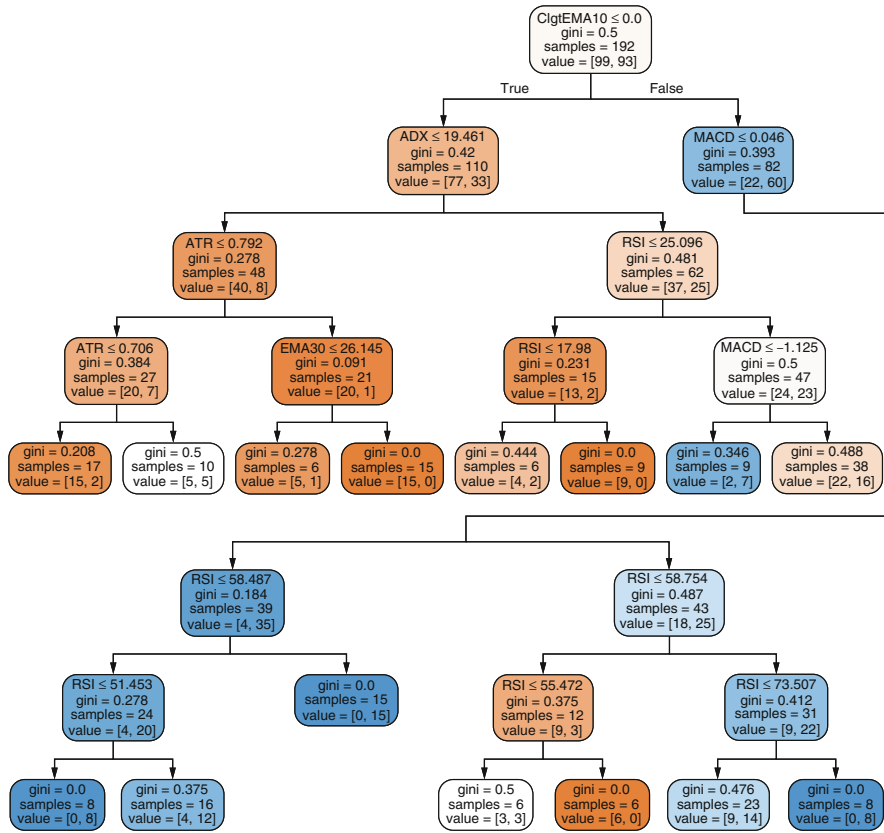 ClgtEMA10 ≤ 0.0
gini = 0.5
samples = 192
value = [99, 93]
True
False
ADX ≤ 19.461
gini = 0.42
samples = 110
value = [77, 33]
MACD ≤ 0.046
gini = 0.393
samples = 82
value = [22, 60]
ATR ≤ 0.792
gini = 0.278
samples = 48
value = [40, 8]
RSI ≤ 25.096
gini = 0.481
samples = 62
value = [37, 25]
ATR ≤ 0.706
gini = 0.384
samples = 27
value = [20, 7]
EMA30 ≤ 26.145
gini = 0.091
samples = 21
value = [20, 1]
RSI ≤ 17.98
gini = 0.231
samples = 15
value = [13, 2]
MACD ≤ −1.125
gini = 0.5
samples = 47
value = [24, 23]
gini = 0.208
samples = 17
value = [15, 2]
gini = 0.5
samples = 10
value = [5, 5]
gini = 0.278
samples = 6
value = [5, 1]
gini = 0.0
samples = 15
value = [15, 0]
gini = 0.444
samples = 6
value = [4, 2]
gini = 0.0
samples = 9
value = [9, 0]
gini = 0.346
samples = 9
value = [2, 7]
gini = 0.488
samples = 38
value = [22, 16]
RSI ≤ 58.487
gini = 0.184
samples = 39
value = [4, 35]
RSI ≤ 58.754
gini = 0.487
samples = 43
value = [18, 25]
RSI ≤ 51.453
gini = 0.278
samples = 24
value = [4, 20]
gini = 0.0
samples = 15
value = [0, 15]
RSI ≤ 55.472
gini = 0.375
samples = 12
value = [9, 3]
RSI ≤ 73.507
gini = 0.412
samples = 31
value = [9, 22]
gini = 0.0
samples = 8
value = [0, 8]
gini = 0.375
samples = 16
value = [4, 12]
gini = 0.5
samples = 6
value = [3, 3]
gini = 0.0
samples = 6
value = [6, 0]
gini = 0.476
samples = 23
value = [9, 14]
gini = 0.0
samples = 8
value = [0, 8]